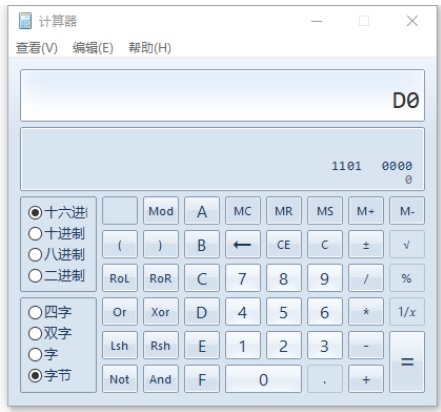 计算器
查看(V) 编辑(E) 帮助(H)
D0
1101 0000
0
十六进制 Mod A MC MR MS M+ M-
十进制 ( ) B ← CE C ± √
八进制
二进制 RoL RoR C 7 8 9 / %
四字 Or Xor D 4 5 6 * 1/x
双字
字 Lsh Rsh E 1 2 3 - =
字节 Not And F 0 . +